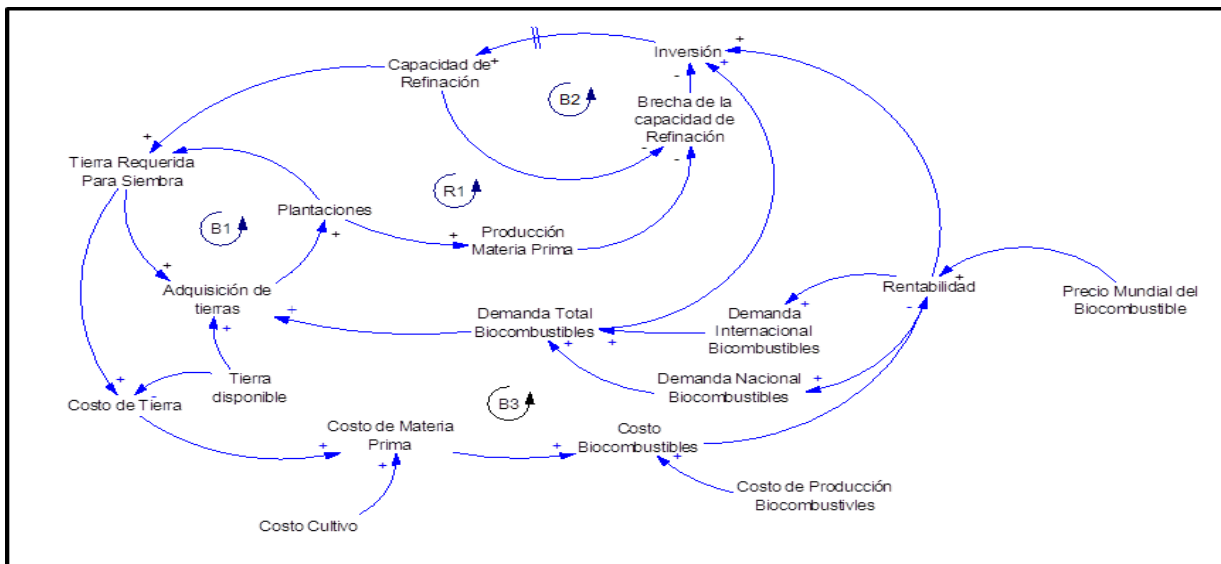 Inversión
Capacidad de
Refinación
B2
Brecha de la
capacidad de
Refinación
Tierra Requerida
Para Siembra
R1
Plantaciones
B1
Producción
Materia Prima
Adquisición de
tierras
Rentabilidad
Precio Mundial del
Biocombustible
Demanda Total
Biocombustibles
Demanda
Internacional
Bicombustibles
Tierra
disponible
Demanda Nacional
Biocombustibles
Costo de Tierra
B3
Costo de Materia
Prima
Costo
Biocombustibles
Costo de Producción
Biocombustivles
Costo Cultivo